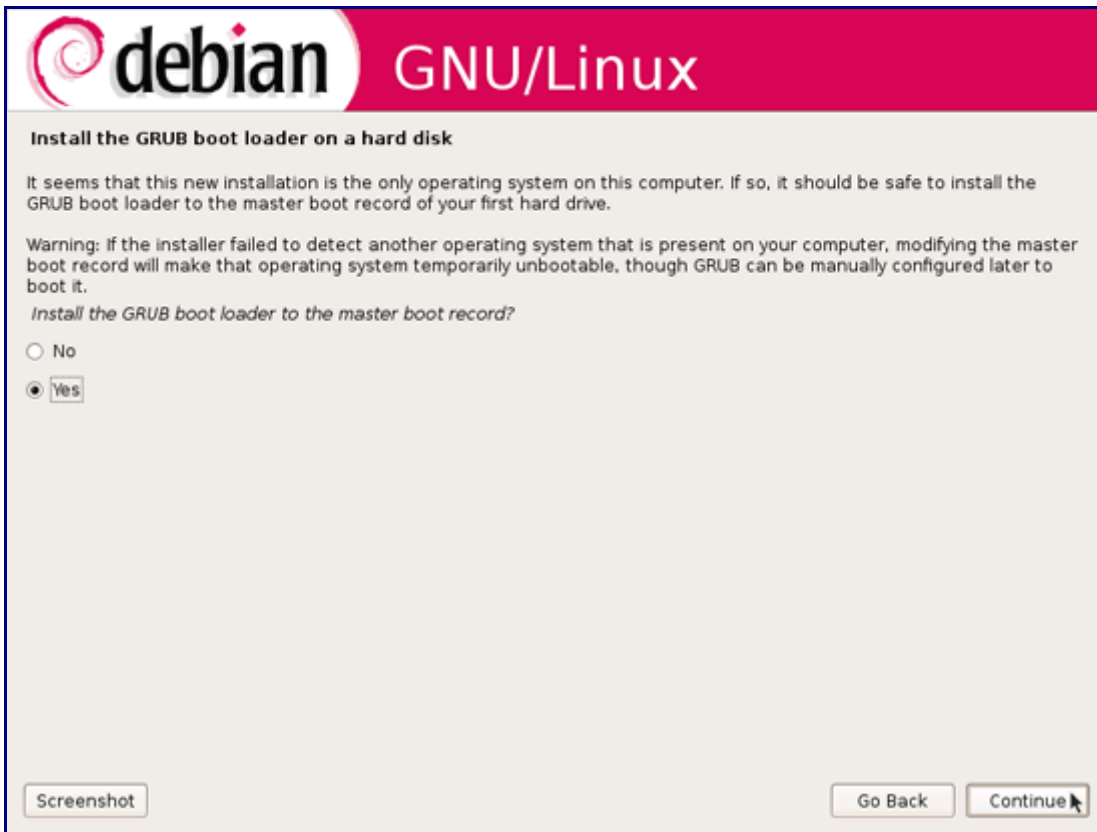 debian GNU/Linux
Install the GRUB boot loader on a hard disk
It seems that this new installation is the only operating system on this computer. If so, it should be safe to install the
GRUB boot loader to the master boot record of your first hard drive.
Warning: If the installer failed to detect another operating system that is present on your computer, modifying the master
boot record will make that operating system temporarily unbootable, though GRUB can be manually configured later to
boot it.
Install the GRUB boot loader to the master boot record?
No
Yes
Screenshot Go Back Continue